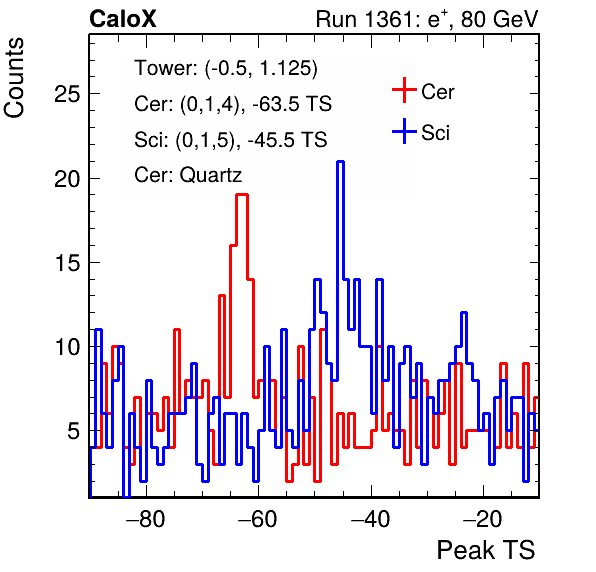 CaloX Run 1361: e⁺, 80 GeV
Counts
Tower: (-0.5, 1.125)
Cer: (0,1,4), -63.5 TS
Sci: (0,1,5), -45.5 TS
Cer: Quartz
Cer
Sci
25
20
15
10
5
−80 −60 −40 −20
Peak TS